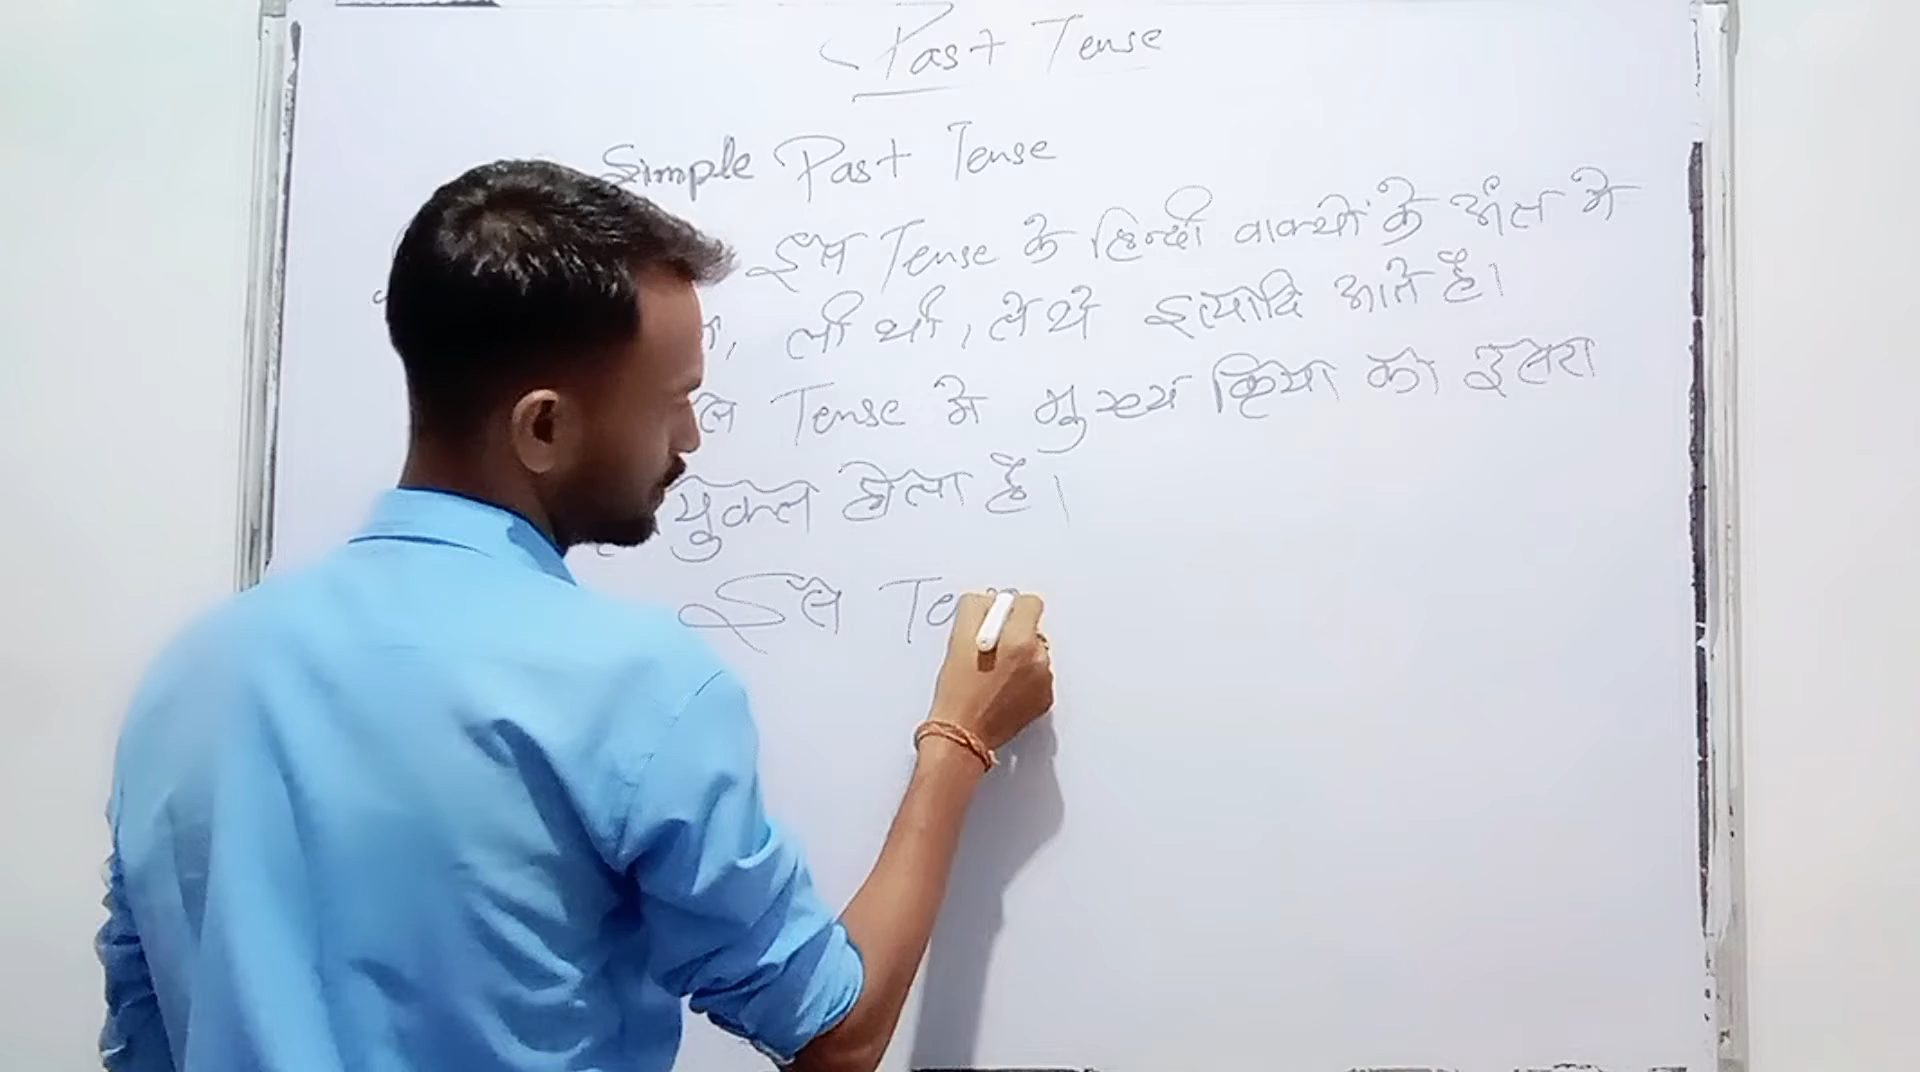 Past Tense
Simple Past Tense
इस Tense के हिन्दी वाक्यों के अंत में
, ती थी, ते थे इत्यादि आते है।
Tense में मुख्य क्रिया का दूसरा
युक्त होता है।
इस Te